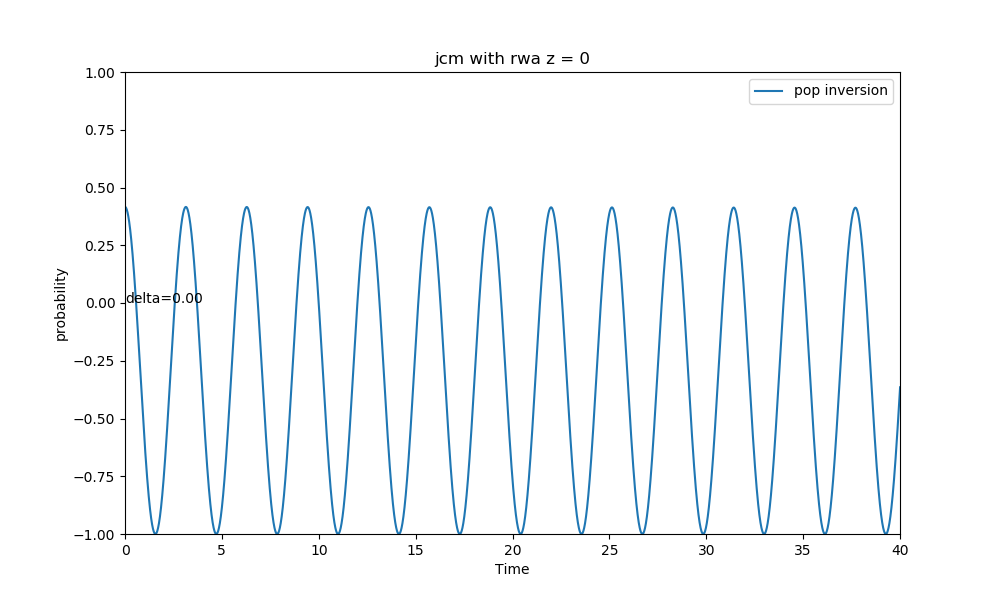 jcm with rwa z = 0
pop inversion
1.00
0.75
0.50
0.25
0.00
−0.25
−0.50
−0.75
−1.00
probability
delta=0.00
0 5 10 15 20 25 30 35 40
Time